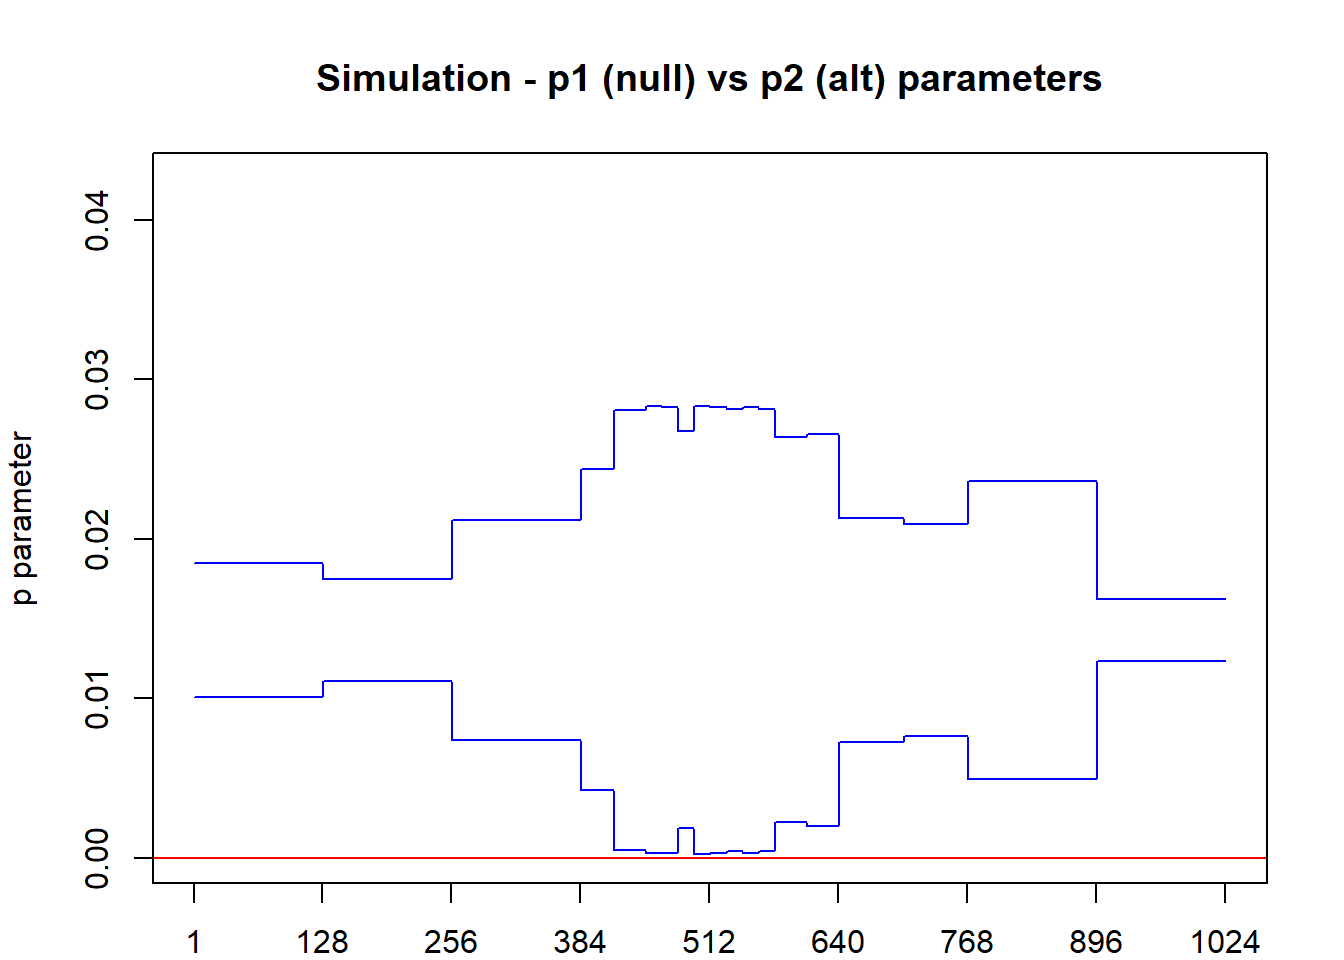 Simulation - p1 (null) vs p2 (alt) parameters
p parameter
0.04
0.03
0.02
0.01
0.00
1 128 256 384 512 640 768 896 1024